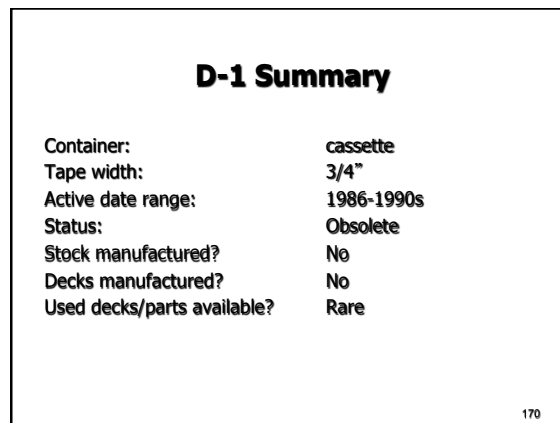 D-1 Summary
Container: cassette
Tape width: 3/4”
Active date range: 1986-1990s
Status: Obsolete
Stock manufactured? No
Decks manufactured? No
Used decks/parts available? Rare
170